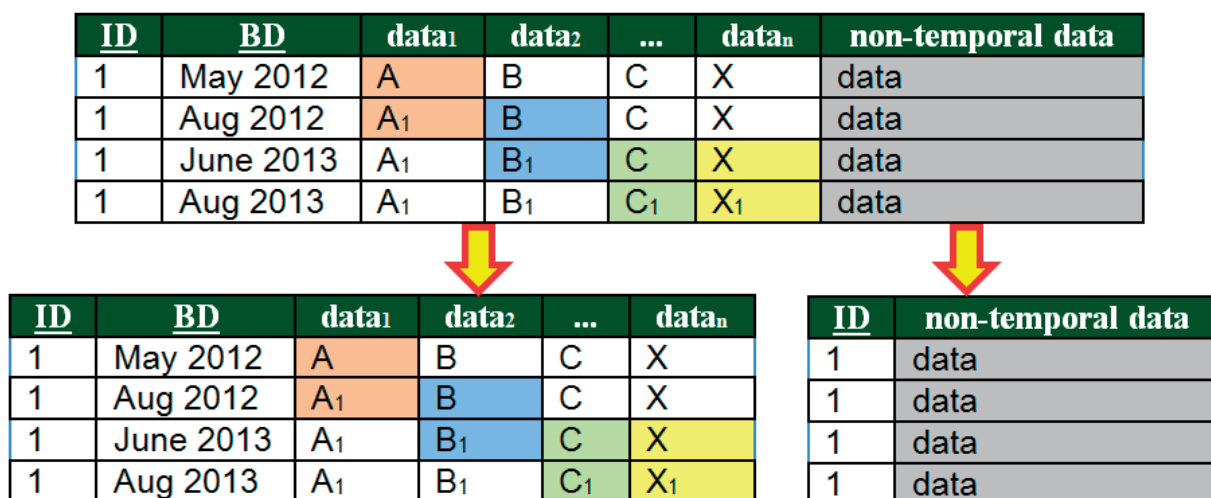 ID BD data₁ data₂ ... dataₙ non-temporal data
1 May 2012 A B C X data
1 Aug 2012 A₁ B C X data
1 June 2013 A₁ B₁ C X data
1 Aug 2013 A₁ B₁ C₁ X₁ data
ID BD data₁ data₂ ... dataₙ
1 May 2012 A B C X
1 Aug 2012 A₁ B C X
1 June 2013 A₁ B₁ C X
1 Aug 2013 A₁ B₁ C₁ X₁
ID non-temporal data
1 data
1 data
1 data
1 data